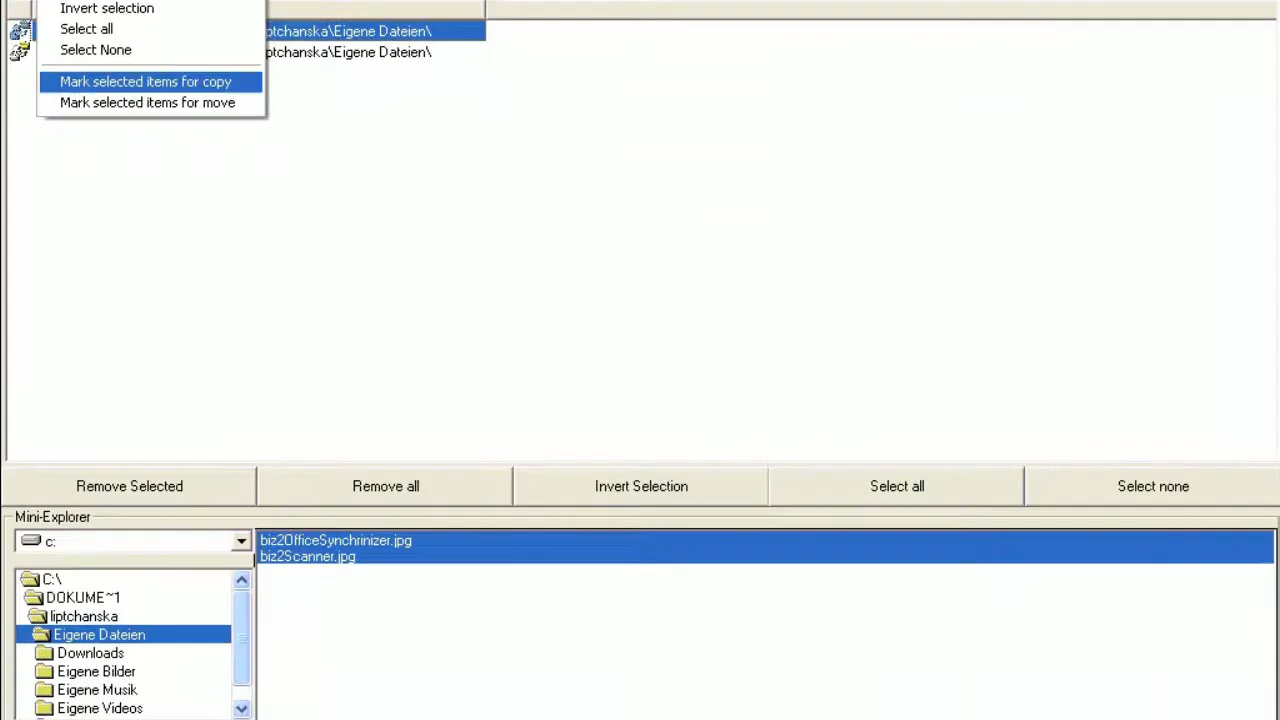 Invert selection
Select all
ptchanska\Eigene Dateien\
Select None
ptchanska\Eigene Dateien\
Mark selected items for copy
Mark selected items for move
Remove Selected
Remove all
Invert Selection
Select all
Select none
Mini-Explorer
c:
biz2OfficeSynchrinizer.jpg
biz2Scanner.jpg
C:\
DOKUME~1
liptchanska
Eigene Dateien
Downloads
Eigene Bilder
Eigene Musik
Eigene Videos